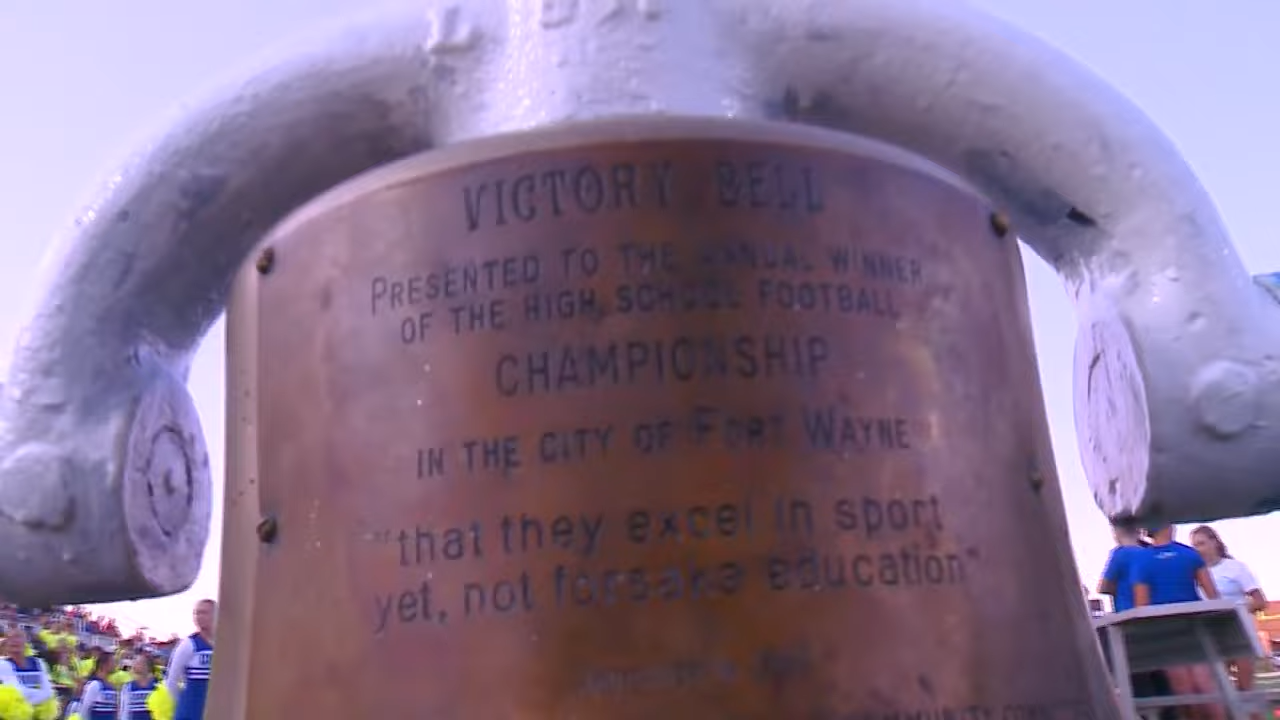 VICTORY BELL
PRESENTED TO THE ANNUAL WINNER
OF THE HIGH SCHOOL FOOTBALL
CHAMPIONSHIP
IN THE CITY OF FORT WAYNE
"that they excel in sport
yet, not forsake education"